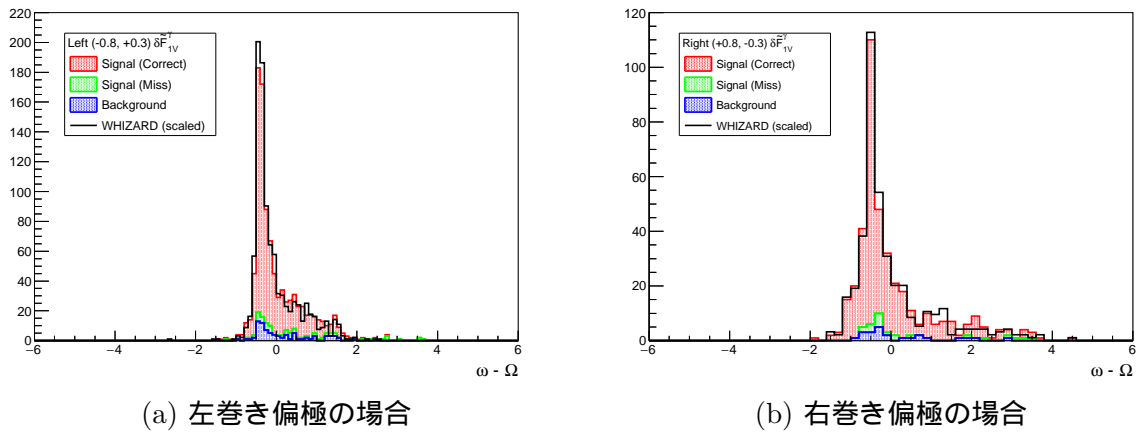 220
200
180
160
140
120
100
80
60
40
20
0
Left (-0.8, +0.3) δF̃γ1V
Signal (Correct)
Signal (Miss)
Background
WHIZARD (scaled)
−6 −4 −2 0 2 4 6
ω - Ω
(a) 左巻き偏極の場合
120
100
80
60
40
20
0
Right (+0.8, -0.3) δF̃γ1V
Signal (Correct)
Signal (Miss)
Background
WHIZARD (scaled)
−6 −4 −2 0 2 4 6
ω - Ω
(b) 右巻き偏極の場合